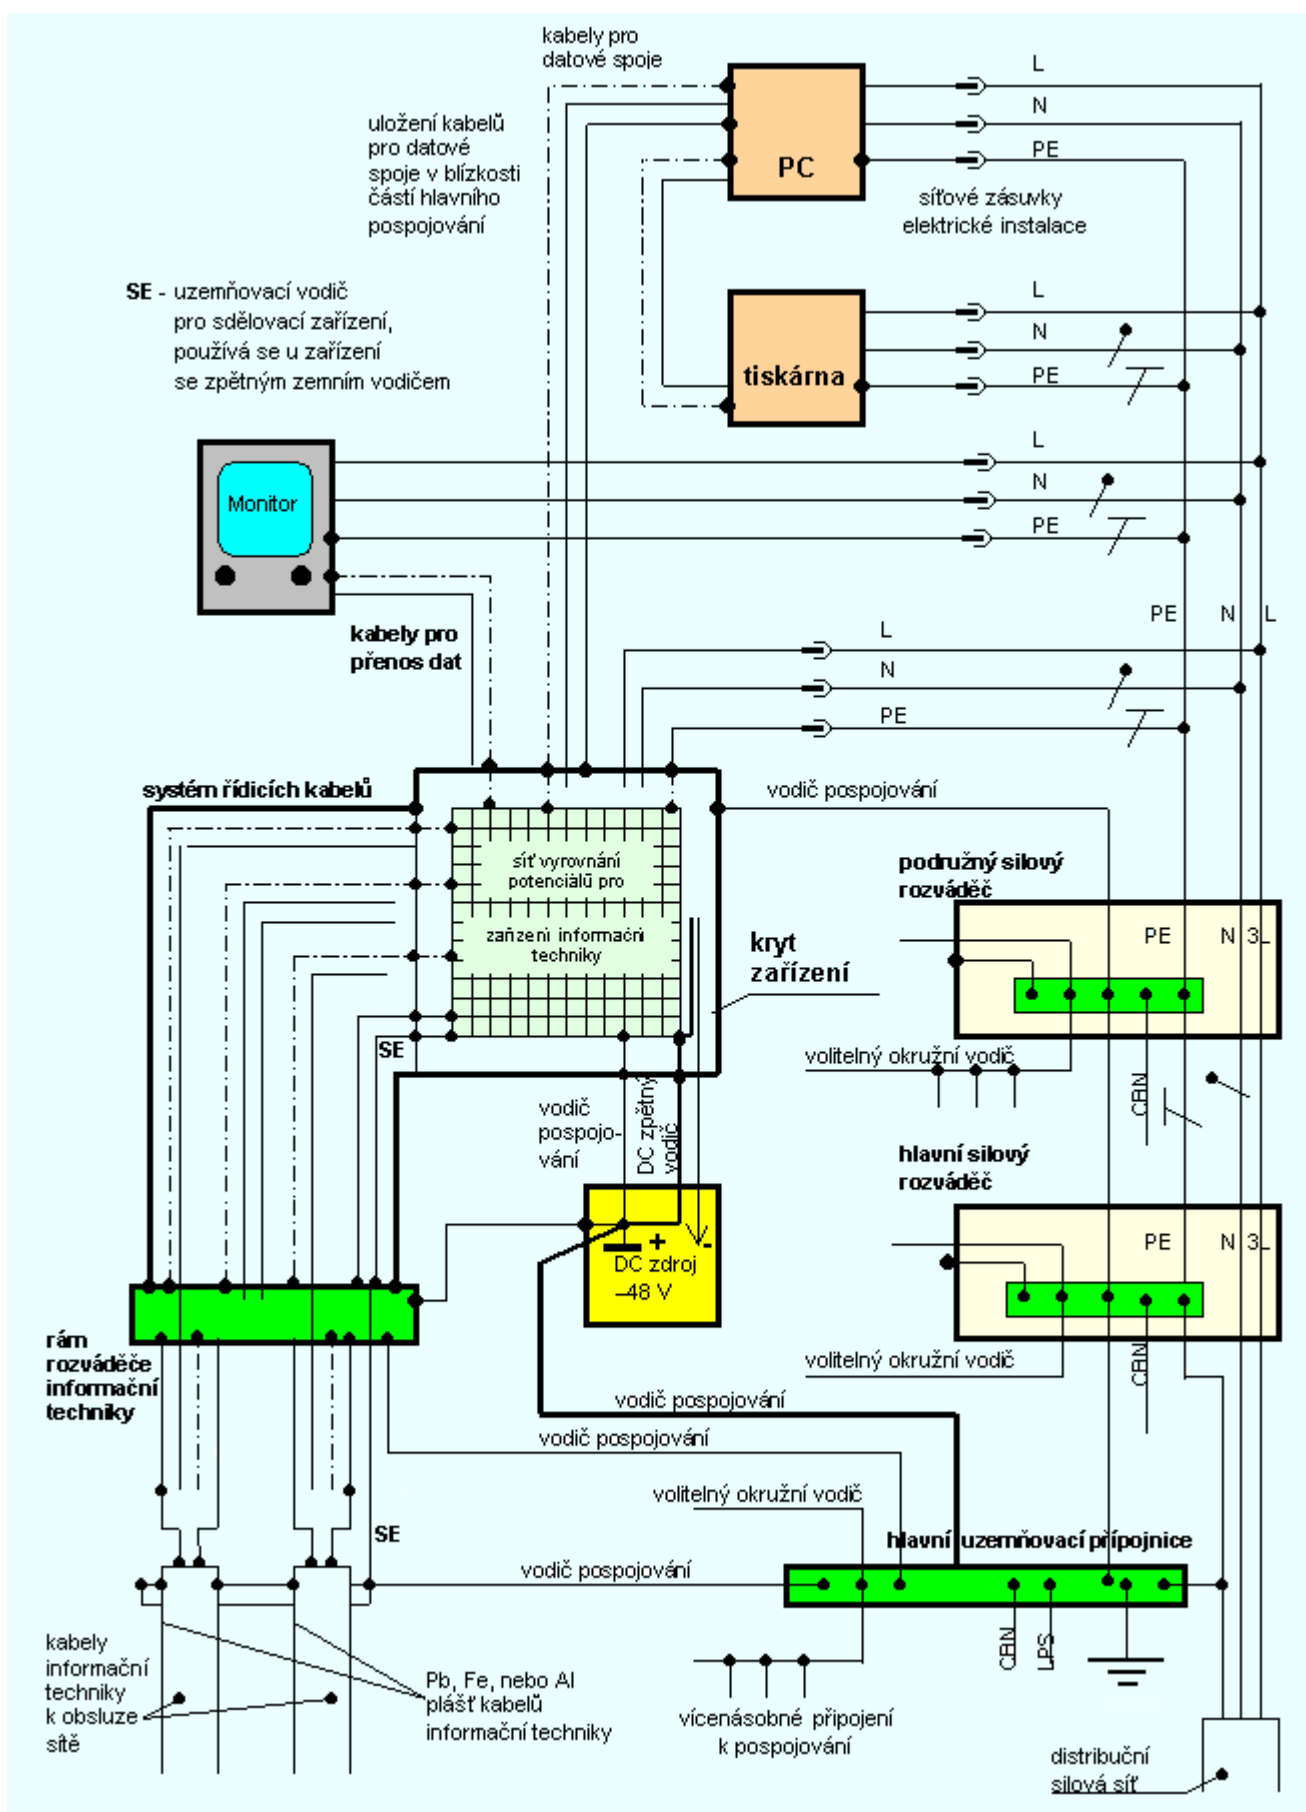 kabely pro
datové spoje
L
N
PE
uložení kabelů
pro datové
spoje v blízkosti
částí hlavního
pospojování
PC
síťové zásuvky
elektrické instalace
SE - uzemňovací vodič
pro sdělovací zařízení,
používá se u zařízení
se zpětným zemním vodičem
L
N
PE
tiskárna
L
N
PE
Monitor
kabely pro
přenos dat
PE N L
L
N
PE
systém řídicích kabelů
vodič pospojování
síť vyrovnání
potenciálů pro
zařízení informační
techniky
kryt
zařízení
podružný silový
rozváděč
PE N 3L
SE
volitelný okružní vodič
CBN
vodič
pospojo-
vání
DC zpětný
vodič
hlavní silový
rozváděč
PE N 3L
+ -
DC zdroj
–48 V
rám
rozváděče
informační
techniky
volitelný okružní vodič
CBN
vodič pospojování
vodič pospojování
volitelný okružní vodič
SE
hlavní uzemňovací přípojnice
vodič pospojování
CBN
LPS
kabely
informační
techniky
k obsluze
sítě
Pb, Fe, nebo Al
plášť kabelů
informační techniky
vícenásobné připojení
k pospojování
distribuční
silová síť